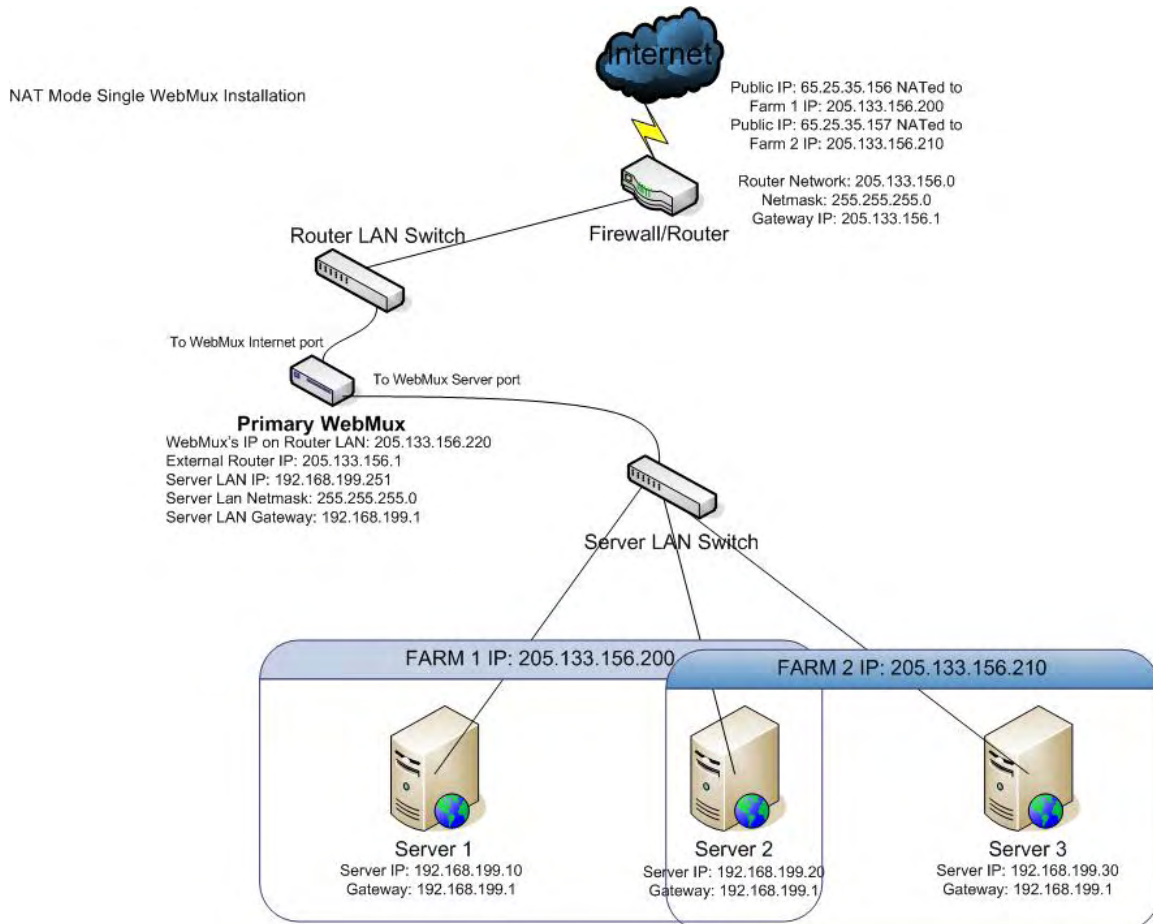 Internet
NAT Mode Single WebMux Installation
Public IP: 65.25.35.156 NATed to
Farm 1 IP: 205.133.156.200
Public IP: 65.25.35.157 NATed to
Farm 2 IP: 205.133.156.210
Router Network: 205.133.156.0
Netmask: 255.255.255.0
Gateway IP: 205.133.156.1
Firewall/Router
Router LAN Switch
To WebMux Internet port
To WebMux Server port
Primary WebMux
WebMux's IP on Router LAN: 205.133.156.220
External Router IP: 205.133.156.1
Server LAN IP: 192.168.199.251
Server Lan Netmask: 255.255.255.0
Server LAN Gateway: 192.168.199.1
Server LAN Switch
FARM 1 IP: 205.133.156.200
FARM 2 IP: 205.133.156.210
Server 1
Server IP: 192.168.199.10
Gateway: 192.168.199.1
Server 2
Server IP: 192.168.199.20
Gateway: 192.168.199.1
Server 3
Server IP: 192.168.199.30
Gateway: 192.168.199.1